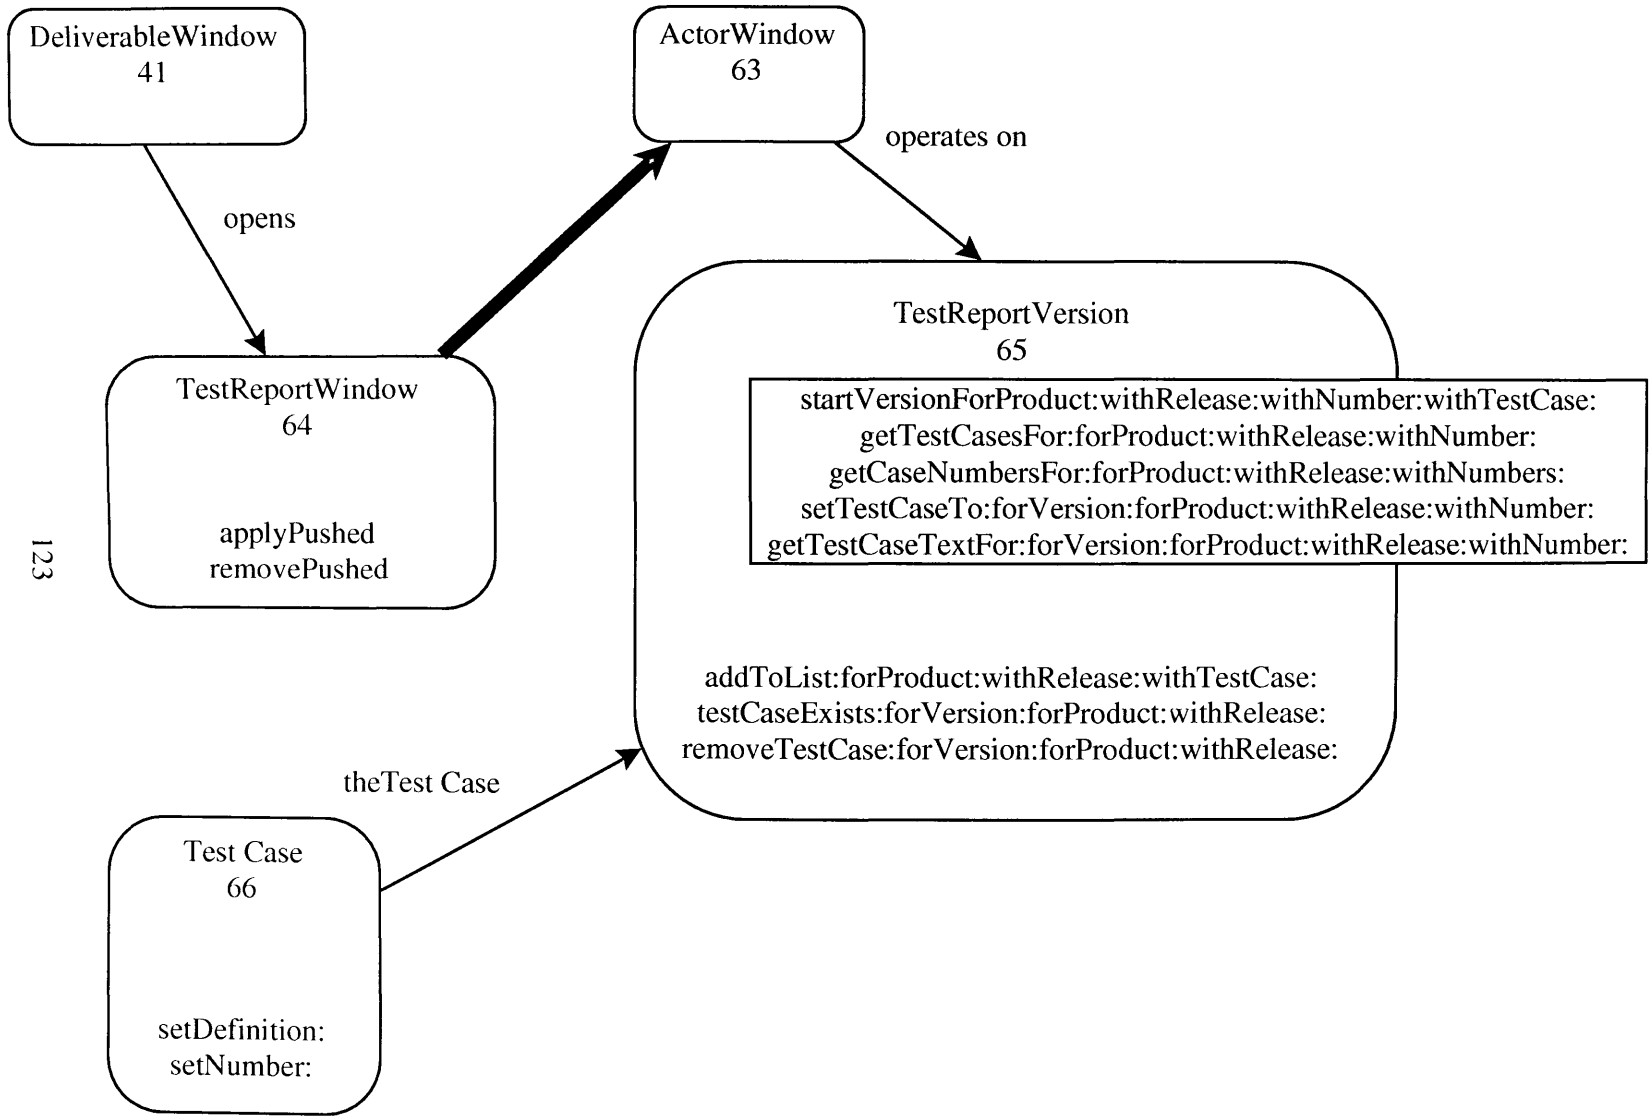 DeliverableWindow
41
ActorWindow
63
operates on
opens
TestReportVersion
65
TestReportWindow
64
startVersionForProduct:withRelease:withNumber:withTestCase:
getTestCasesFor:forProduct:withRelease:withNumber:
getCaseNumbersFor:forProduct:withRelease:withNumbers:
setTestCaseTo:forVersion:forProduct:withRelease:withNumber:
getTestCaseTextFor:forVersion:forProduct:withRelease:withNumber:
applyPushed
removePushed
123
addToList:forProduct:withRelease:withTestCase:
testCaseExists:forVersion:forProduct:withRelease:
removeTestCase:forVersion:forProduct:withRelease:
theTest Case
Test Case
66
setDefinition:
setNumber: